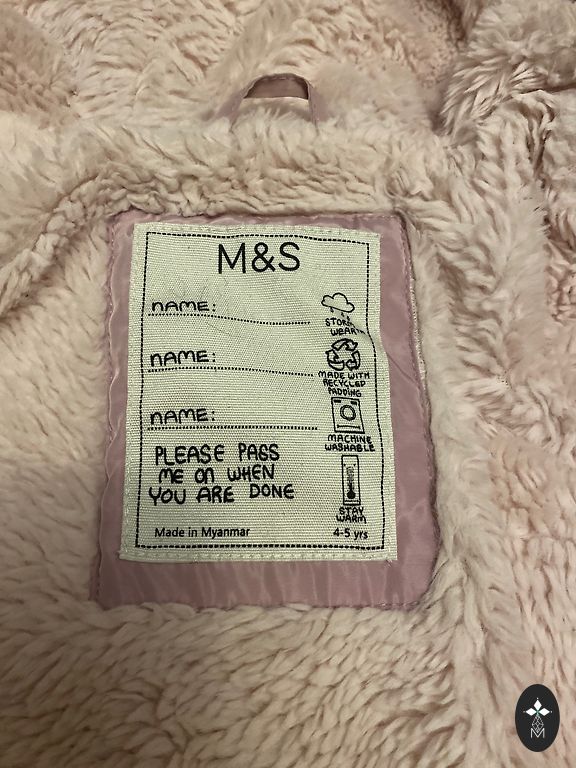 M&S
NAME:
NAME:
NAME:
PLEASE PASS
ME ON WHEN
YOU ARE DONE
Made in Myanmar
WEAR
MADE WITH
RECYCLED
PADDING
MACHINE
WASHABLE
STAY
WARM
4-5 yrs
M